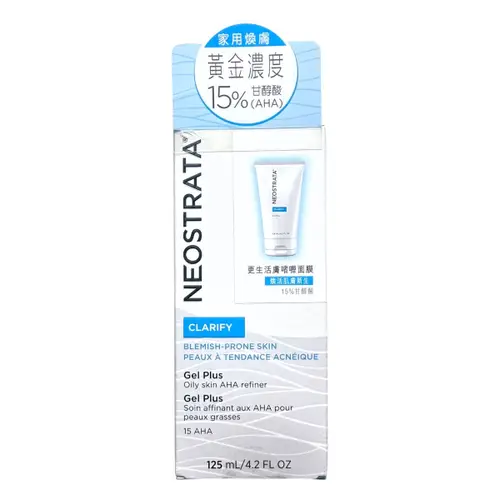 家用煥膚
黃金濃度
15% 甘醇酸
(AHA)
NEOSTRATA
NEOSTRATA
CLARIFY
更生活膚啫喱面膜
煥活肌膚新生
15%甘醇酸
CLARIFY
BLEMISH-PRONE SKIN
PEAUX À TENDANCE ACNÉIQUE
Gel Plus
Oily skin AHA refiner
Gel Plus
Soin affinant aux AHA pour
peaux grasses
15 AHA
125 mL/4.2 FL OZ